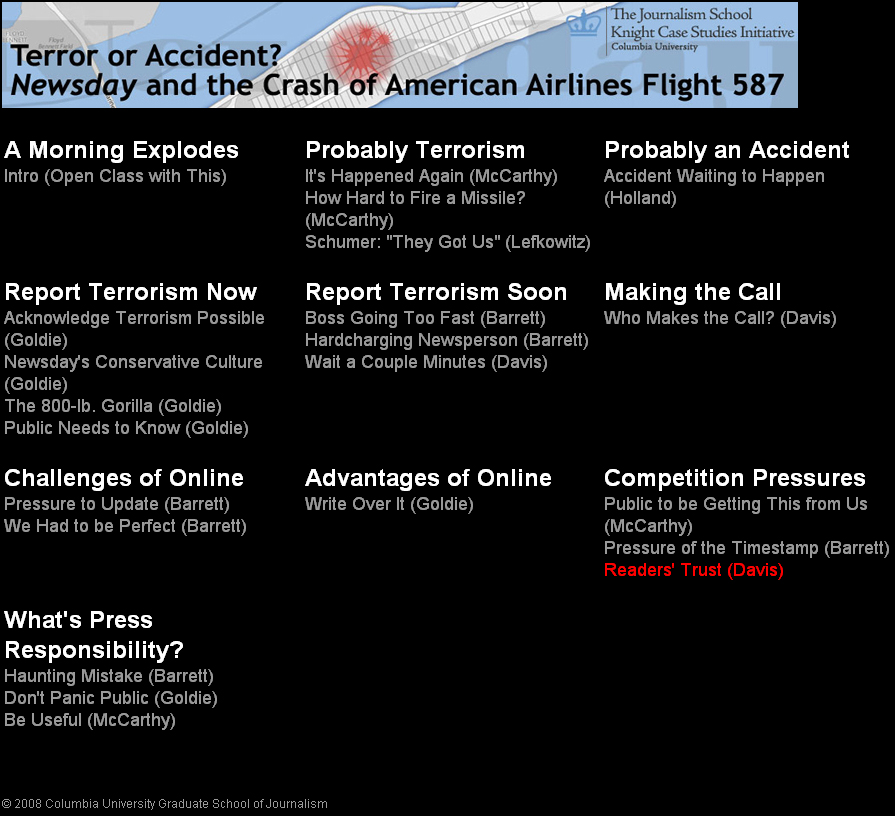 The Journalism School
Knight Case Studies Initiative
Columbia University
Terror or Accident?
Newsday and the Crash of American Airlines Flight 587
A Morning Explodes
Intro (Open Class with This)
Probably Terrorism
It's Happened Again (McCarthy)
How Hard to Fire a Missile?
(McCarthy)
Schumer: "They Got Us" (Lefkowitz)
Probably an Accident
Accident Waiting to Happen
(Holland)
Report Terrorism Now
Acknowledge Terrorism Possible
(Goldie)
Newsday's Conservative Culture
(Goldie)
The 800-lb. Gorilla (Goldie)
Public Needs to Know (Goldie)
Report Terrorism Soon
Boss Going Too Fast (Barrett)
Hardcharging Newsperson (Barrett)
Wait a Couple Minutes (Davis)
Making the Call
Who Makes the Call? (Davis)
Challenges of Online
Pressure to Update (Barrett)
We Had to be Perfect (Barrett)
Advantages of Online
Write Over It (Goldie)
Competition Pressures
Public to be Getting This from Us
(McCarthy)
Pressure of the Timestamp (Barrett)
Readers' Trust (Davis)
What's Press
Responsibility?
Haunting Mistake (Barrett)
Don't Panic Public (Goldie)
Be Useful (McCarthy)
© 2008 Columbia University Graduate School of Journalism